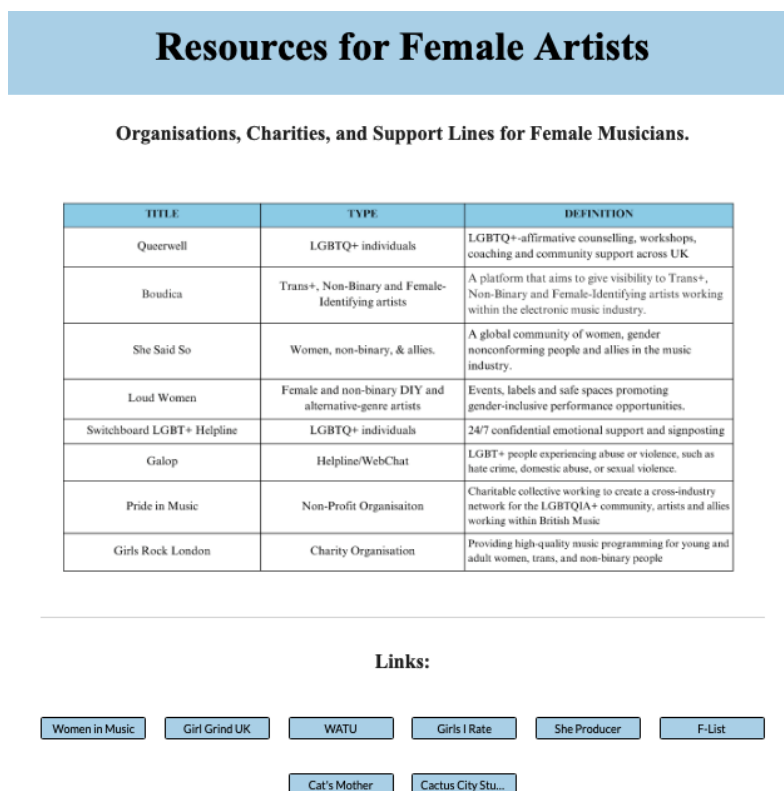 Resources for Female Artists
Organisations, Charities, and Support Lines for Female Musicians.
TITLE TYPE DEFINITION
Queerwell LGBTQ+ individuals LGBTQ+-affirmative counselling, workshops,
coaching and community support across UK
Boudica Trans+, Non-Binary and Female-
Identifying artists A platform that aims to give visibility to Trans+,
Non-Binary and Female-Identifying artists working
within the electronic music industry.
She Said So Women, non-binary, & allies. A global community of women, gender
nonconforming people and allies in the music
industry.
Loud Women Female and non-binary DIY and
alternative-genre artists Events, labels and safe spaces promoting
gender-inclusive performance opportunities.
Switchboard LGBT+ Helpline LGBTQ+ individuals 24/7 confidential emotional support and signposting
Galop Helpline/WebChat LGBT+ people experiencing abuse or violence, such as
hate crime, domestic abuse, or sexual violence.
Pride in Music Non-Profit Organisaiton Charitable collective working to create a cross-industry
network for the LGBTQIA+ community, artists and allies
working within British Music
Girls Rock London Charity Organisation Providing high-quality music programming for young and
adult women, trans, and non-binary people
Links:
Women in Music Girl Grind UK WATU Girls I Rate She Producer F-List
Cat's Mother Cactus City Stu...